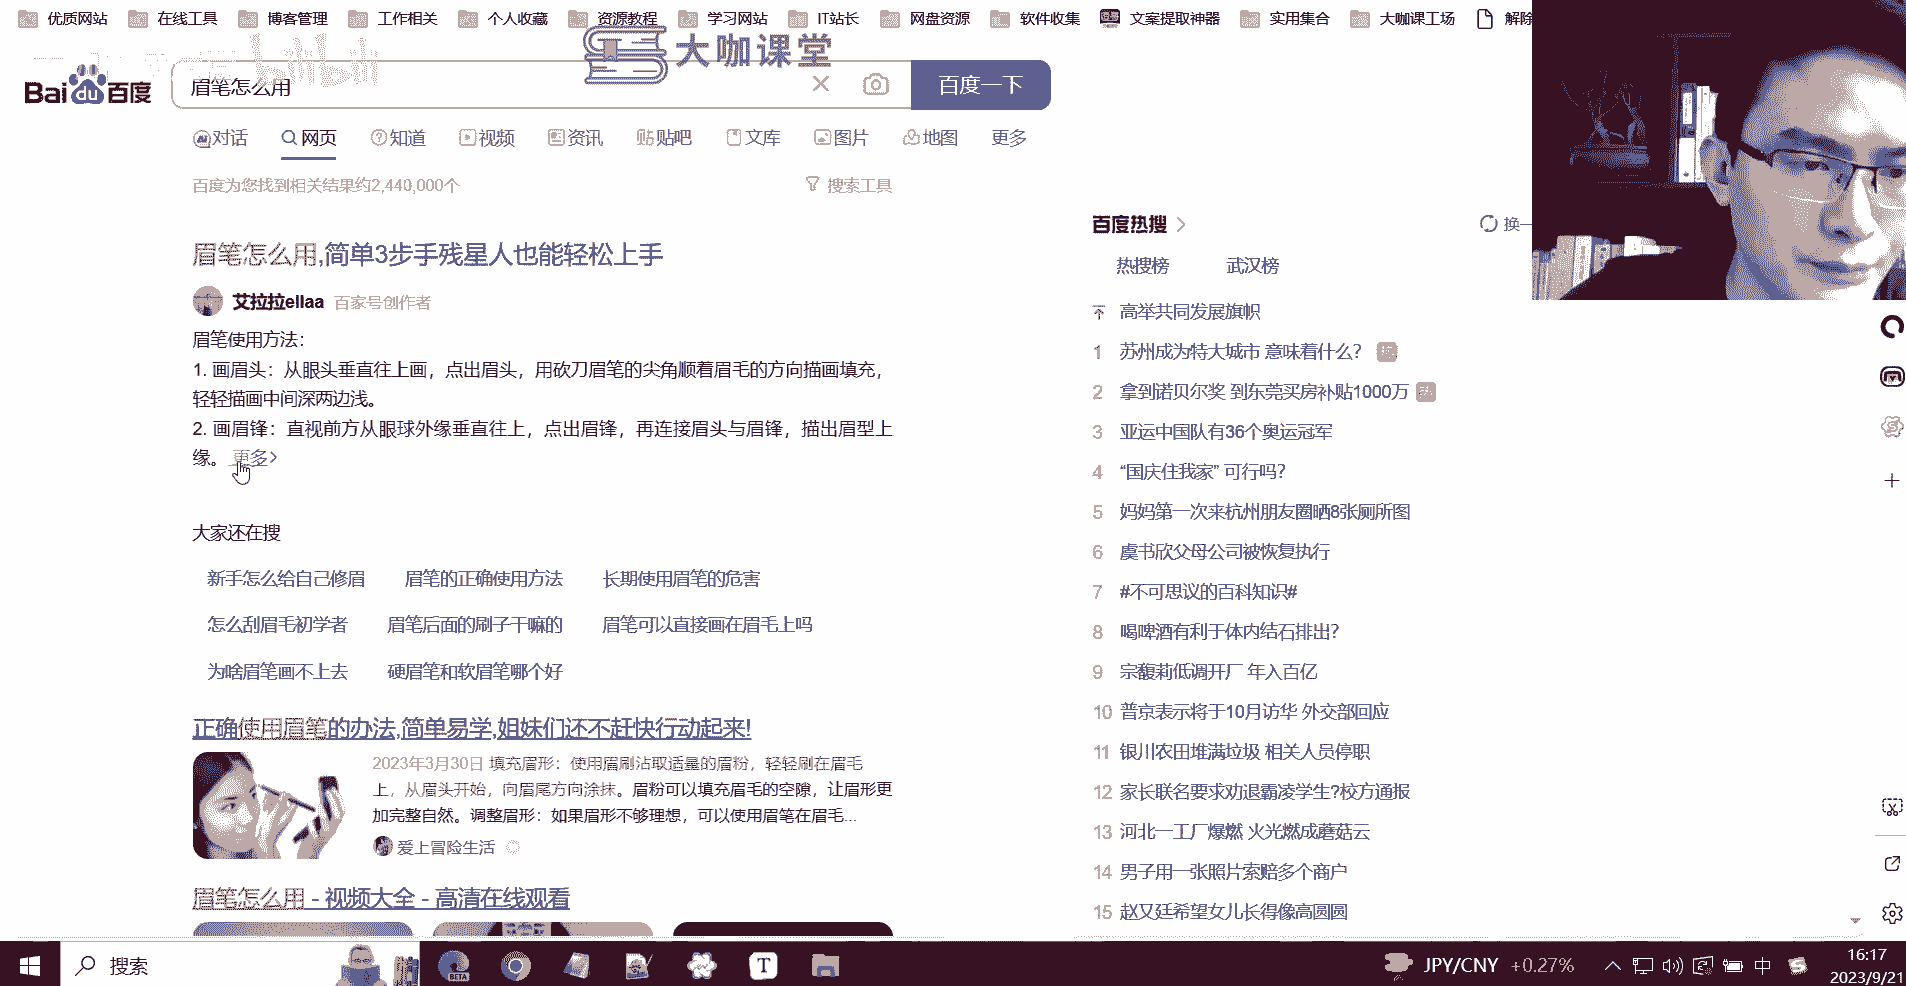 优质网站 在线工具 博客管理 工作相关 个人收藏 资源教程 学习网站 IT站长 网盘资源 软件收集 文案提取神器 实用集合 大咖课工场 解除
大咖课堂
bilibili
Bai du 百度 眉笔怎么用 百度一下
对话 网页 知道 视频 资讯 贴吧 文库 图片 地图 更多
百度为您找到相关结果约2,440,000个 搜索工具
眉笔怎么用,简单3步手残星人也能轻松上手
艾拉拉ellaa 百家号创作者
眉笔使用方法：
1. 画眉头：从眼头垂直往上画，点出眉头，用砍刀眉笔的尖角顺着眉毛的方向描画填充，
轻轻描画中间深两边浅。
2. 画眉锋：直视前方从眼球外缘垂直往上，点出眉锋，再连接眉头与眉锋，描出眉型上
缘。 更多>
大家还在搜
新手怎么给自己修眉 眉笔的正确使用方法 长期使用眉笔的危害
怎么刮眉毛初学者 眉笔后面的刷子干嘛的 眉笔可以直接画在眉毛上吗
为啥眉笔画不上去 硬眉笔和软眉笔哪个好
正确使用眉笔的办法,简单易学,姐妹们还不赶快行动起来!
2023年3月30日 填充眉形：使用眉刷沾取适量的眉粉，轻轻刷在眉毛
上，从眉头开始，向眉尾方向涂抹。眉粉可以填充眉毛的空隙，让眉形更
加完整自然。调整眉形：如果眉形不够理想，可以使用眉笔在眉毛...
爱上冒险生活
眉笔怎么用 - 视频大全 - 高清在线观看
百度热搜 > 换一
热搜榜 武汉榜
高举共同发展旗帜
1 苏州成为特大城市 意味着什么?
2 拿到诺贝尔奖 到东莞买房补贴1000万
3 亚运中国队有36个奥运冠军
4 “国庆住我家” 可行吗?
5 妈妈第一次来杭州朋友圈晒8张厕所图
6 虞书欣父母公司被恢复执行
7 #不可思议的百科知识#
8 喝啤酒有利于体内结石排出?
9 宗馥莉低调开厂 年入百亿
10 普京表示将于10月访华 外交部回应
11 银川农田堆满垃圾 相关人员停职
12 家长联名要求劝退霸凌学生?校方通报
13 河北一工厂爆燃 火光燃成蘑菇云
14 男子用一张照片索赔多个商户
15 赵又廷希望女儿长得像高圆圆
搜索 BETA T JPY/CNY +0.27% 中 16:17
2023/9/21